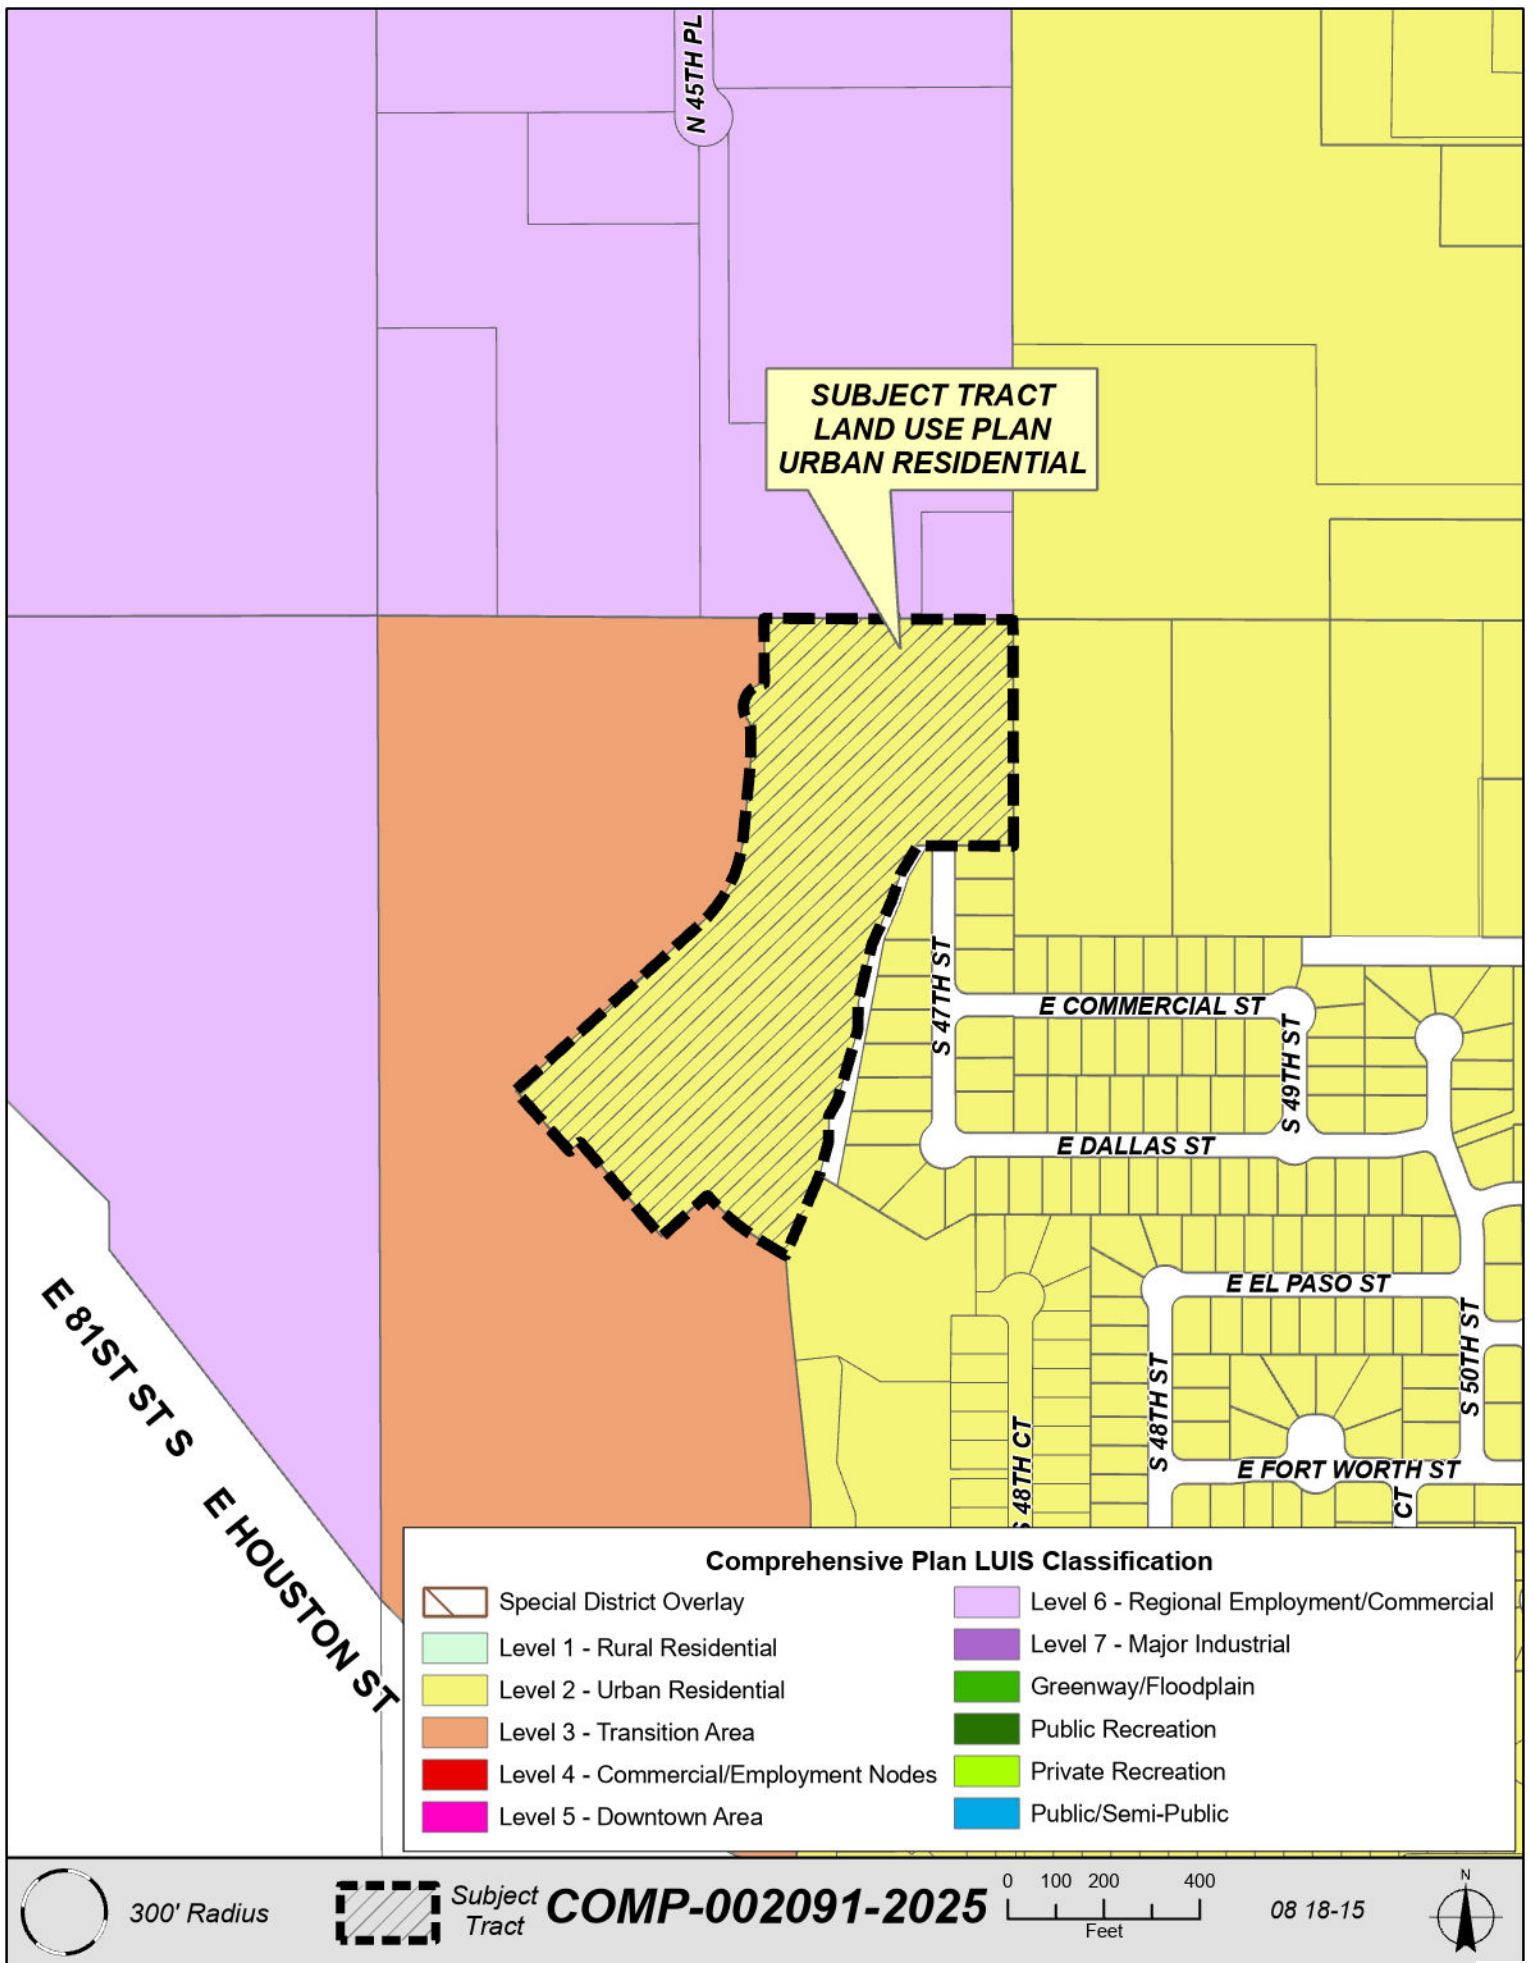 N 45TH PL
SUBJECT TRACT
LAND USE PLAN
URBAN RESIDENTIAL
S 47TH ST
E COMMERCIAL ST
S 49TH ST
E DALLAS ST
E EL PASO ST
S 50TH ST
S 48TH ST
S 48TH CT
E FORT WORTH ST
CT
E 81ST ST S
E HOUSTON ST
Comprehensive Plan LUIS Classification
Special District Overlay
Level 1 - Rural Residential
Level 2 - Urban Residential
Level 3 - Transition Area
Level 4 - Commercial/Employment Nodes
Level 5 - Downtown Area
Level 6 - Regional Employment/Commercial
Level 7 - Major Industrial
Greenway/Floodplain
Public Recreation
Private Recreation
Public/Semi-Public
300' Radius
Subject
Tract
COMP-002091-2025
0 100 200 400
Feet
08 18-15
N